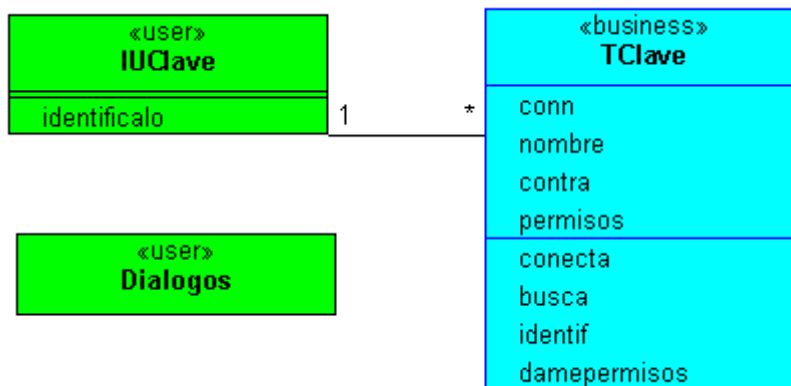 «user»
IUClave
identificalo
1
*
«business»
TClave
conn
nombre
contra
permisos
conecta
busca
identif
damepermisos
«user»
Dialogos